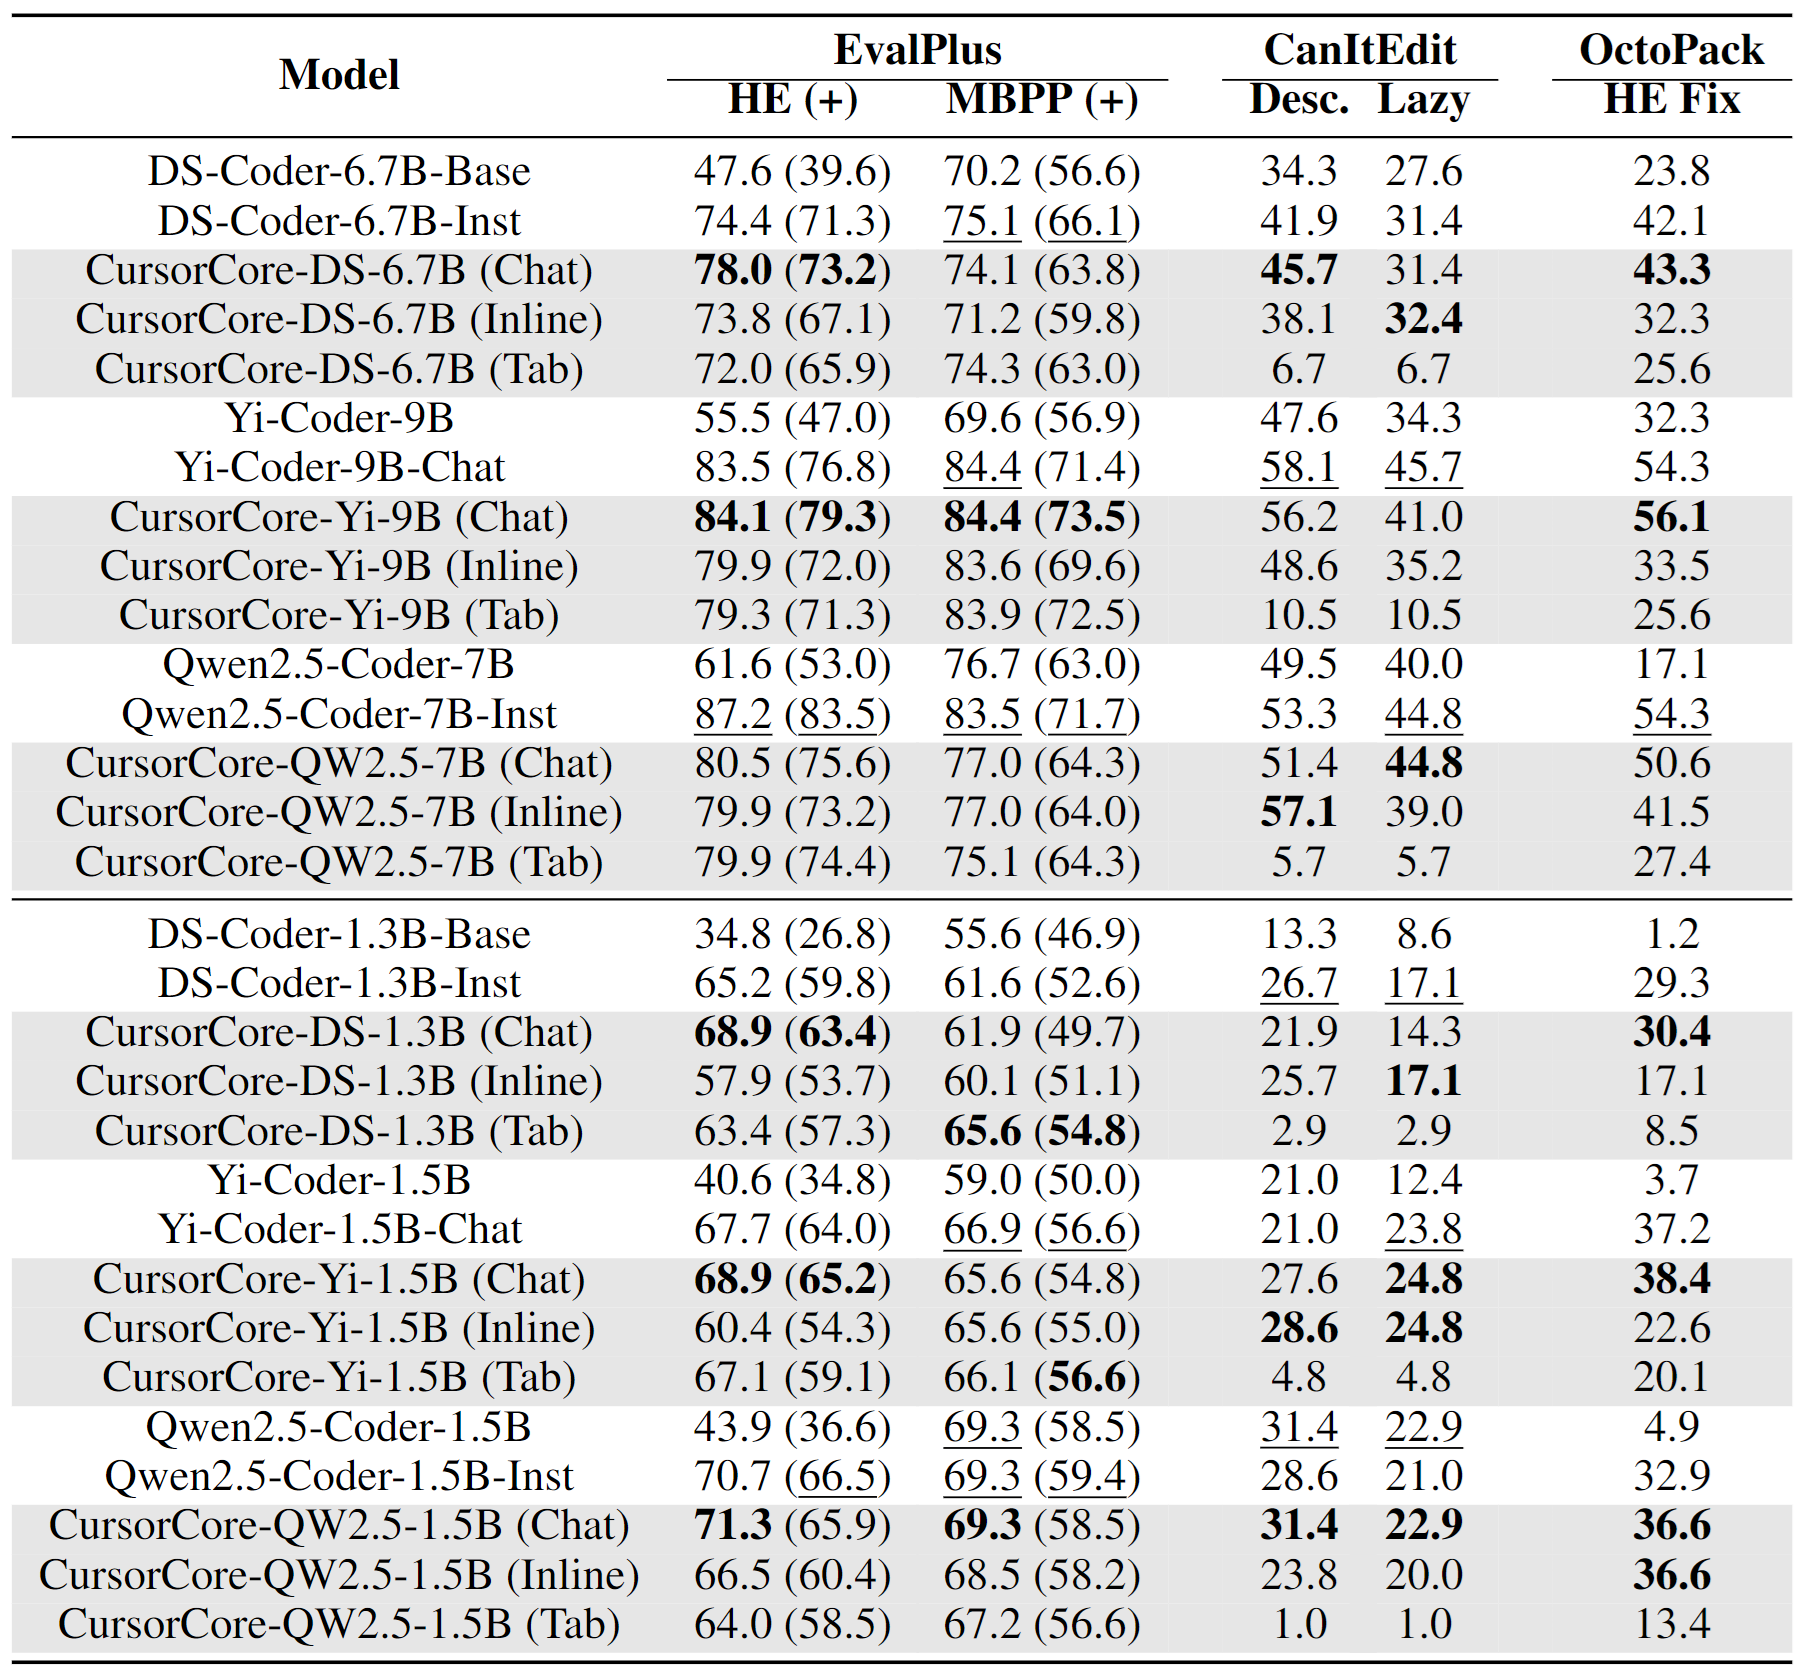 Model EvalPlus CanItEdit OctoPack
HE (+) MBPP (+) Desc. Lazy HE Fix
DS-Coder-6.7B-Base 47.6 (39.6) 70.2 (56.6) 34.3 27.6 23.8
DS-Coder-6.7B-Inst 74.4 (71.3) 75.1 (66.1) 41.9 31.4 42.1
CursorCore-DS-6.7B (Chat) 78.0 (73.2) 74.1 (63.8) 45.7 31.4 43.3
CursorCore-DS-6.7B (Inline) 73.8 (67.1) 71.2 (59.8) 38.1 32.4 32.3
CursorCore-DS-6.7B (Tab) 72.0 (65.9) 74.3 (63.0) 6.7 6.7 25.6
Yi-Coder-9B 55.5 (47.0) 69.6 (56.9) 47.6 34.3 32.3
Yi-Coder-9B-Chat 83.5 (76.8) 84.4 (71.4) 58.1 45.7 54.3
CursorCore-Yi-9B (Chat) 84.1 (79.3) 84.4 (73.5) 56.2 41.0 56.1
CursorCore-Yi-9B (Inline) 79.9 (72.0) 83.6 (69.6) 48.6 35.2 33.5
CursorCore-Yi-9B (Tab) 79.3 (71.3) 83.9 (72.5) 10.5 10.5 25.6
Qwen2.5-Coder-7B 61.6 (53.0) 76.7 (63.0) 49.5 40.0 17.1
Qwen2.5-Coder-7B-Inst 87.2 (83.5) 83.5 (71.7) 53.3 44.8 54.3
CursorCore-QW2.5-7B (Chat) 80.5 (75.6) 77.0 (64.3) 51.4 44.8 50.6
CursorCore-QW2.5-7B (Inline) 79.9 (73.2) 77.0 (64.0) 57.1 39.0 41.5
CursorCore-QW2.5-7B (Tab) 79.9 (74.4) 75.1 (64.3) 5.7 5.7 27.4
DS-Coder-1.3B-Base 34.8 (26.8) 55.6 (46.9) 13.3 8.6 1.2
DS-Coder-1.3B-Inst 65.2 (59.8) 61.6 (52.6) 26.7 17.1 29.3
CursorCore-DS-1.3B (Chat) 68.9 (63.4) 61.9 (49.7) 21.9 14.3 30.4
CursorCore-DS-1.3B (Inline) 57.9 (53.7) 60.1 (51.1) 25.7 17.1 17.1
CursorCore-DS-1.3B (Tab) 63.4 (57.3) 65.6 (54.8) 2.9 2.9 8.5
Yi-Coder-1.5B 40.6 (34.8) 59.0 (50.0) 21.0 12.4 3.7
Yi-Coder-1.5B-Chat 67.7 (64.0) 66.9 (56.6) 21.0 23.8 37.2
CursorCore-Yi-1.5B (Chat) 68.9 (65.2) 65.6 (54.8) 27.6 24.8 38.4
CursorCore-Yi-1.5B (Inline) 60.4 (54.3) 65.6 (55.0) 28.6 24.8 22.6
CursorCore-Yi-1.5B (Tab) 67.1 (59.1) 66.1 (56.6) 4.8 4.8 20.1
Qwen2.5-Coder-1.5B 43.9 (36.6) 69.3 (58.5) 31.4 22.9 4.9
Qwen2.5-Coder-1.5B-Inst 70.7 (66.5) 69.3 (59.4) 28.6 21.0 32.9
CursorCore-QW2.5-1.5B (Chat) 71.3 (65.9) 69.3 (58.5) 31.4 22.9 36.6
CursorCore-QW2.5-1.5B (Inline) 66.5 (60.4) 68.5 (58.2) 23.8 20.0 36.6
CursorCore-QW2.5-1.5B (Tab) 64.0 (58.5) 67.2 (56.6) 1.0 1.0 13.4